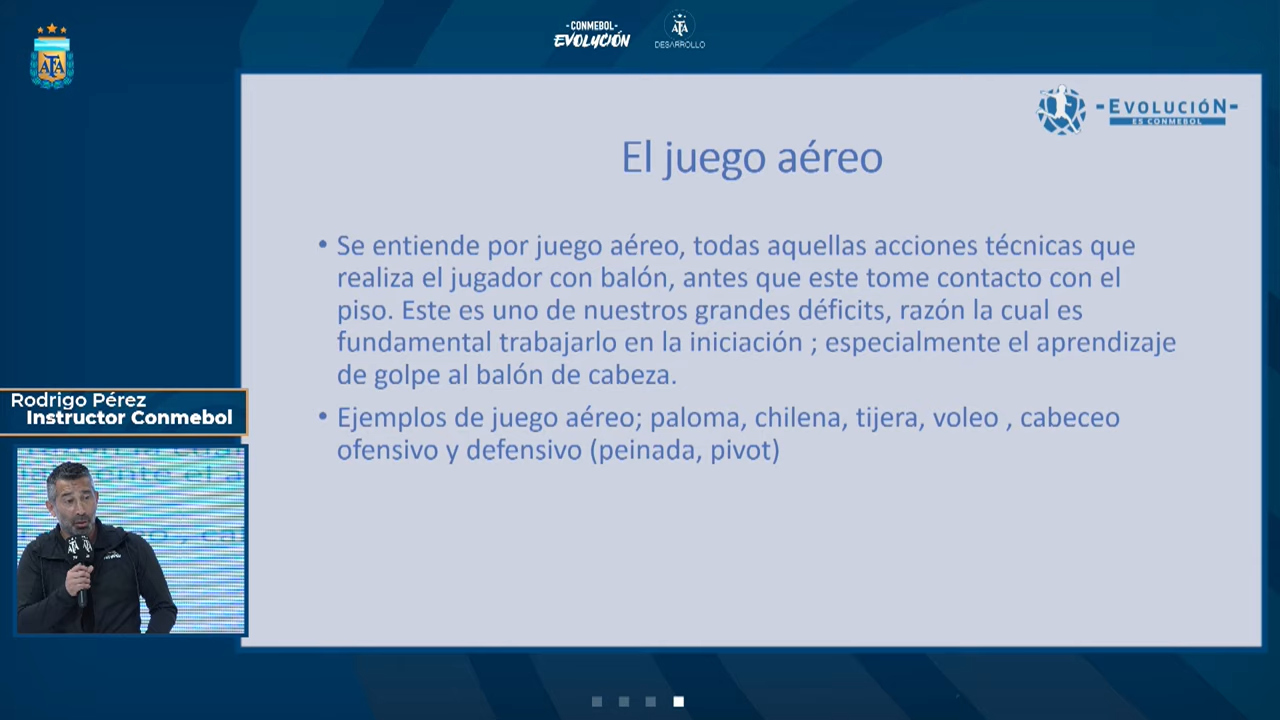 -CONMEBOL-
EVOLUCIÓN
AFA
DESARROLLO
AFA
-EVOLUCIÓN-
ES CONMEBOL
El juego aéreo
• Se entiende por juego aéreo, todas aquellas acciones técnicas que
realiza el jugador con balón, antes que este tome contacto con el
piso. Este es uno de nuestros grandes déficits, razón la cual es
fundamental trabajarlo en la iniciación ; especialmente el aprendizaje
de golpe al balón de cabeza.
• Ejemplos de juego aéreo; paloma, chilena, tijera, voleo , cabeceo
ofensivo y defensivo (peinada, pivot)
Rodrigo Pérez
Instructor Conmebol